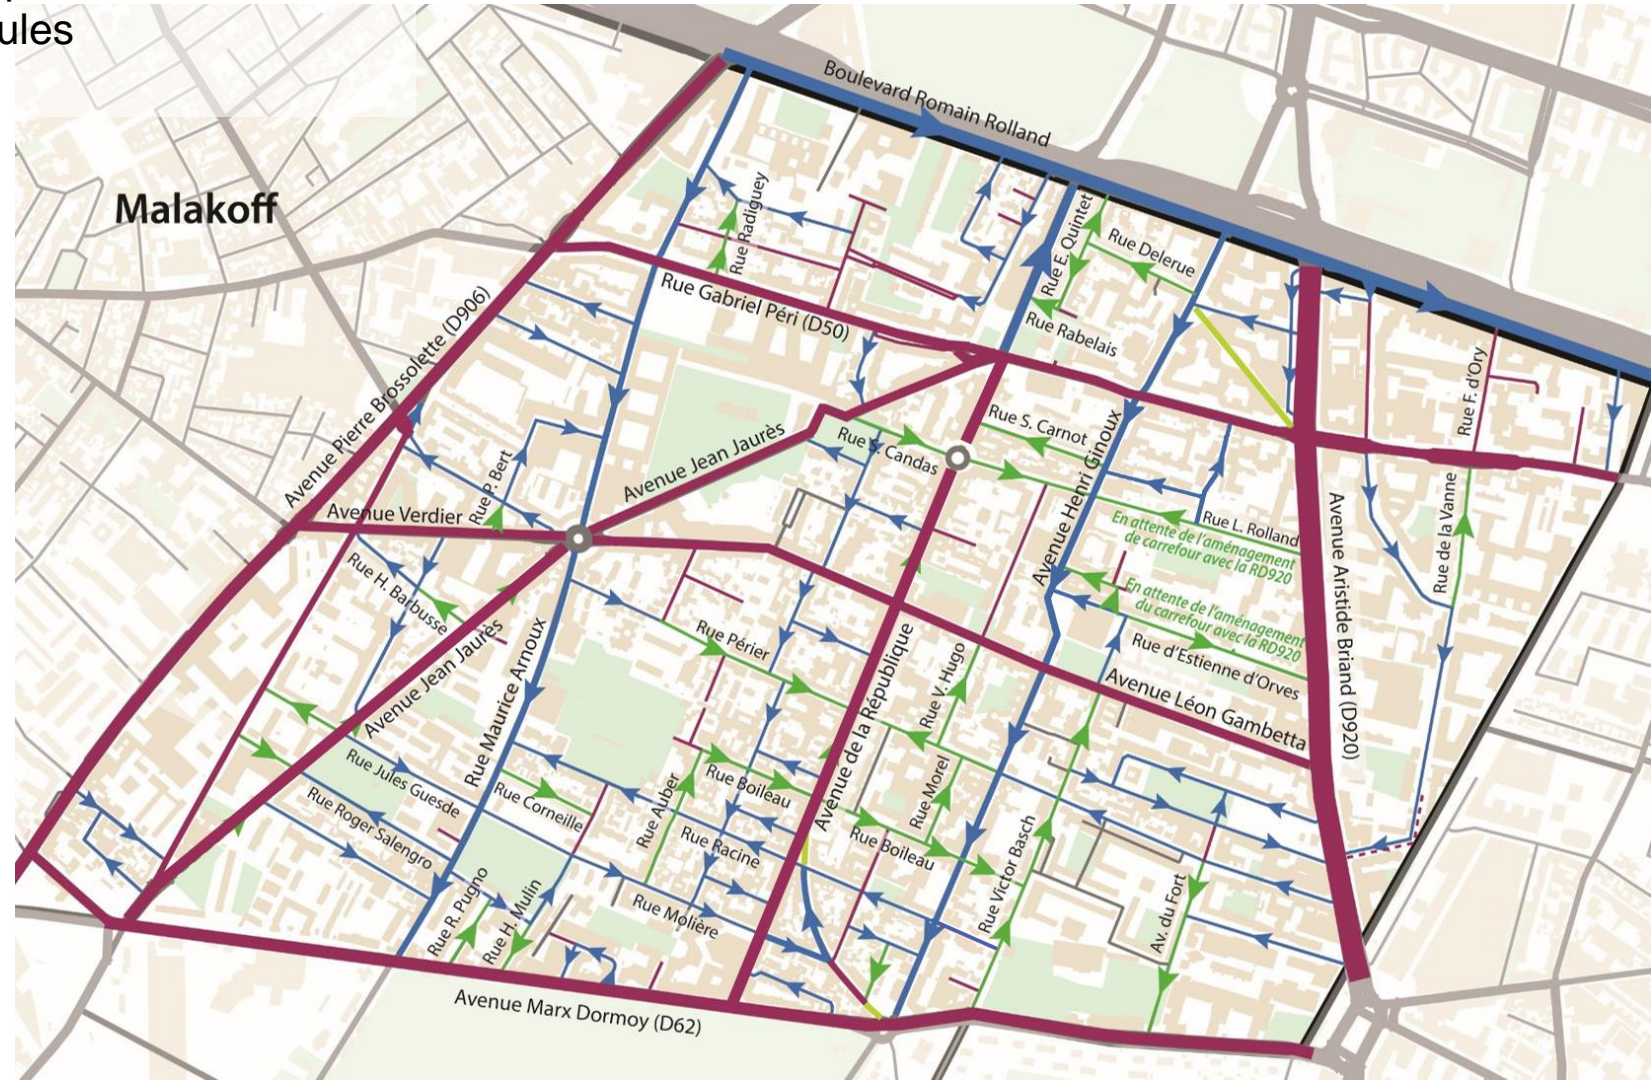 ules
Boulevard Romain Rolland
Malakoff
Rue Radiguey
Rue E. Quintet
Rue Delerue
Rue Gabriel Péri (D50)
Rue Rabelais
Avenue Pierre Brossolette (D906)
Rue F. d'Ory
Rue S. Carnot
Rue S. Candas
Avenue Jean Jaurès
Avenue Henri Ginoux
Rue P. Bert
Avenue Verdier
Rue L. Rolland
En attente de l'aménagement
de carrefour avec la RD920
Avenue Aristide Briand (D920)
Rue de la Vanne
Rue H. Barbusse
En attente de l'aménagement
du carrefour avec la RD920
Rue d'Estienne d'Orves
Avenue Jean Jaurès
Rue Maurice Arnoux
Rue Périer
Avenue de la République
Rue V. Hugo
Avenue Léon Gambetta
Rue Jules Guesde
Rue Roger Salengro
Rue Corneille
Rue Auber
Rue Boileau
Rue Morel
Rue Racine
Rue Boileau
Rue Victor Basch
Av. du Fort
Rue R. Pugno
Rue H. Mulin
Rue Molière
Avenue Marx Dormoy (D62)